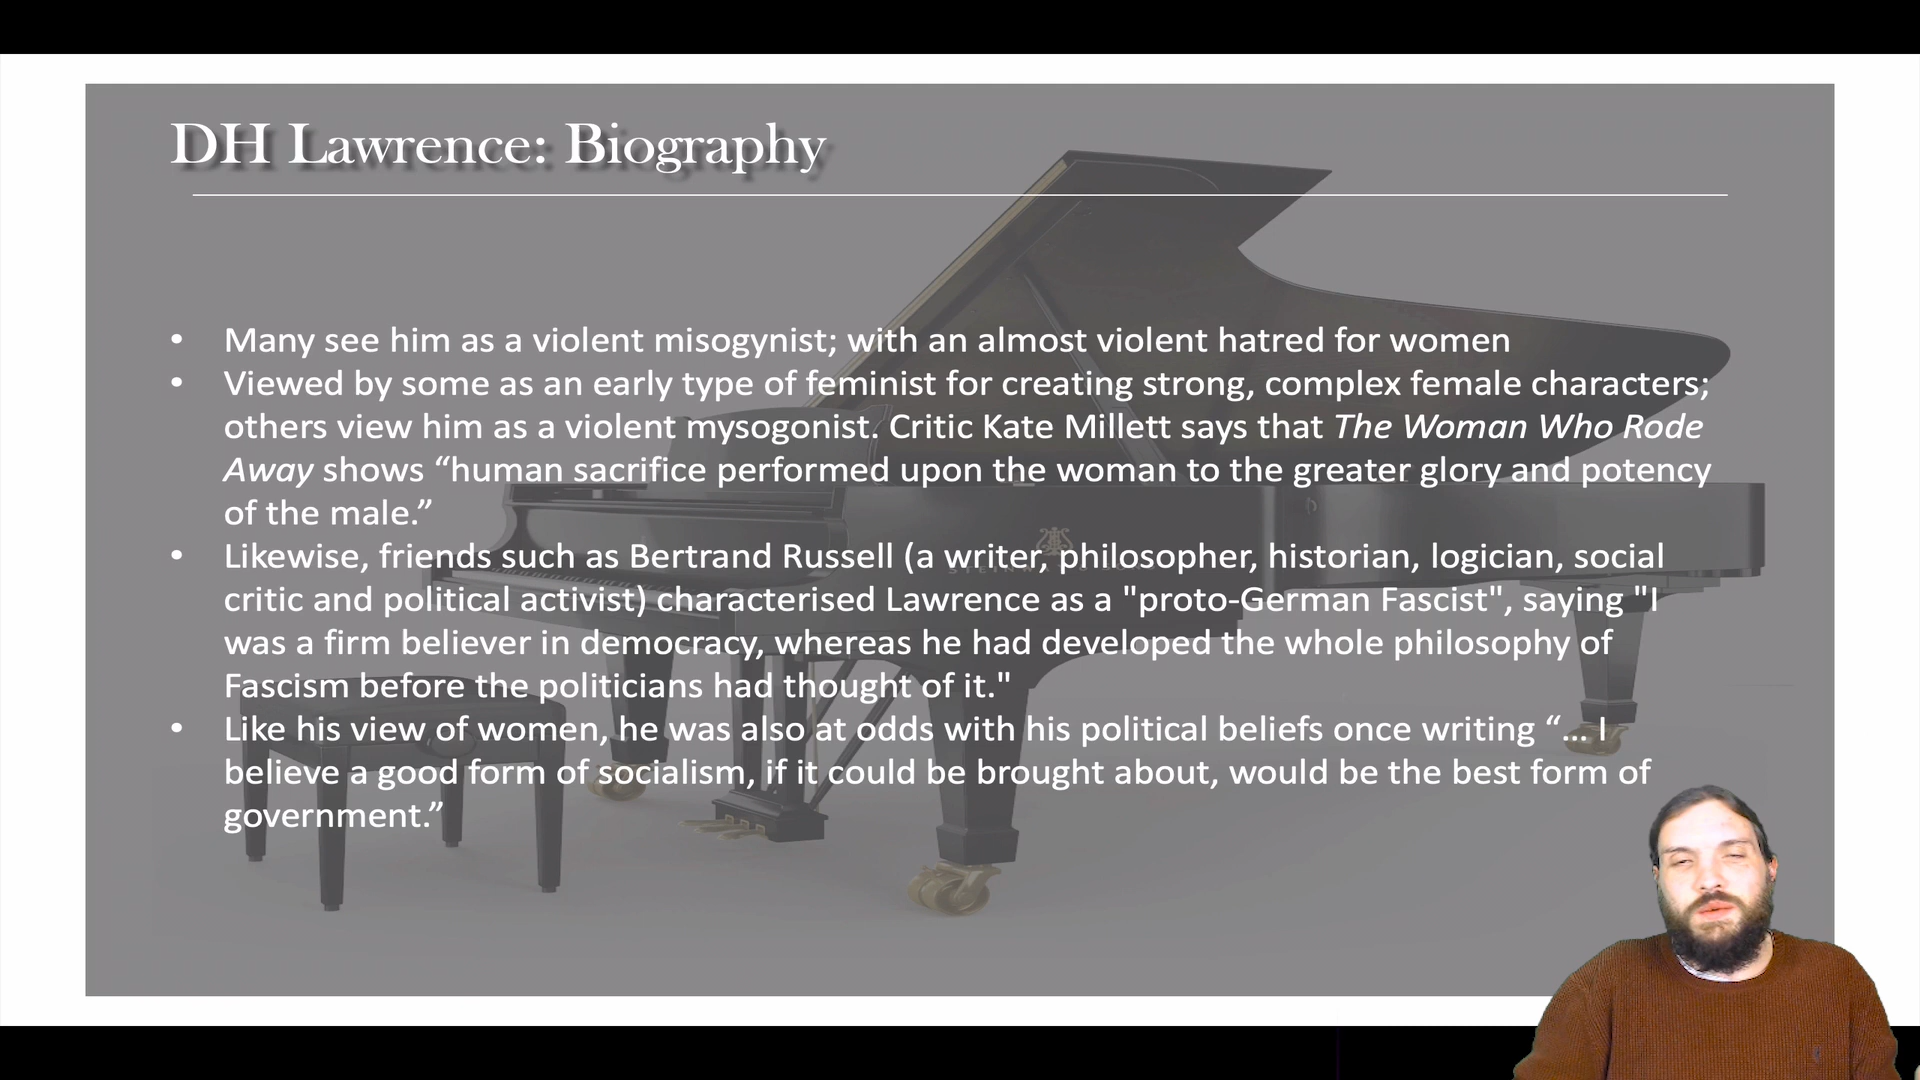 DH Lawrence: Biography
• Many see him as a violent misogynist; with an almost violent hatred for women
• Viewed by some as an early type of feminist for creating strong, complex female characters;
others view him as a violent mysogonist. Critic Kate Millett says that The Woman Who Rode
Away shows “human sacrifice performed upon the woman to the greater glory and potency
of the male.”
• Likewise, friends such as Bertrand Russell (a writer, philosopher, historian, logician, social
critic and political activist) characterised Lawrence as a "proto-German Fascist", saying "I
was a firm believer in democracy, whereas he had developed the whole philosophy of
Fascism before the politicians had thought of it."
• Like his view of women, he was also at odds with his political beliefs once writing “... I
believe a good form of socialism, if it could be brought about, would be the best form of
government.”